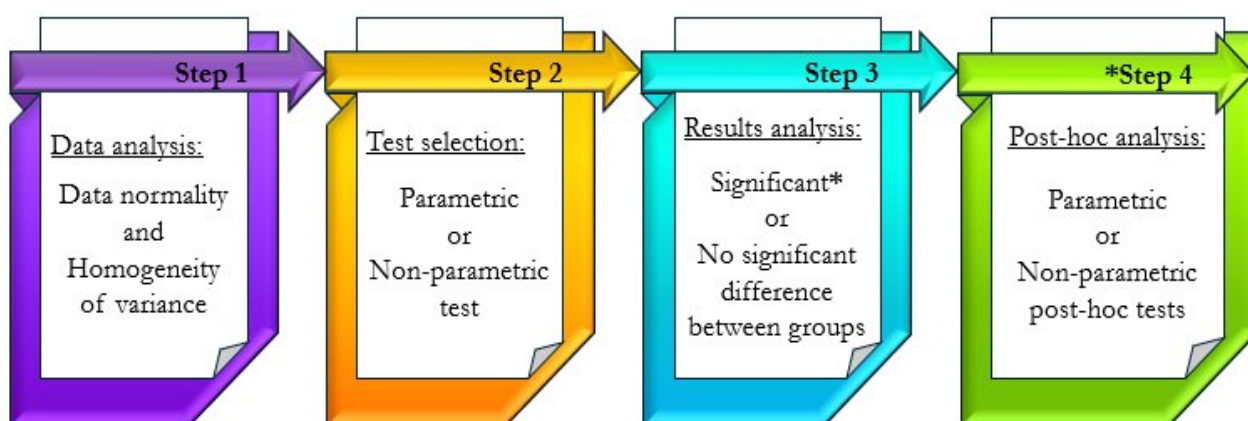 Step 1
Data analysis:
Data normality
and
Homogeneity
of variance
Step 2
Test selection:
Parametric
or
Non-parametric
test
Step 3
Results analysis:
Significant*
or
No significant
difference
between groups
*Step 4
Post-hoc analysis:
Parametric
or
Non-parametric
post-hoc tests